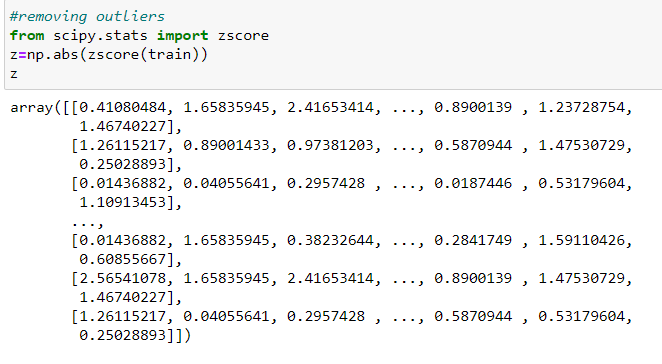 #removing outliers
from scipy.stats import zscore
z=np.abs(zscore(train))
z
array([[0.41080484, 1.65835945, 2.41653414, ..., 0.8900139 , 1.23728754,
        1.46740227],
       [1.26115217, 0.89001433, 0.97381203, ..., 0.5870944 , 1.47530729,
        0.25028893],
       [0.01436882, 0.04055641, 0.2957428 , ..., 0.0187446 , 0.53179604,
        1.10913453],
       ...,
       [0.01436882, 1.65835945, 0.38232644, ..., 0.2841749 , 1.59110426,
        0.60855667],
       [2.56541078, 1.65835945, 2.41653414, ..., 0.8900139 , 1.47530729,
        1.46740227],
       [1.26115217, 0.04055641, 0.2957428 , ..., 0.5870944 , 0.53179604,
        0.25028893]])